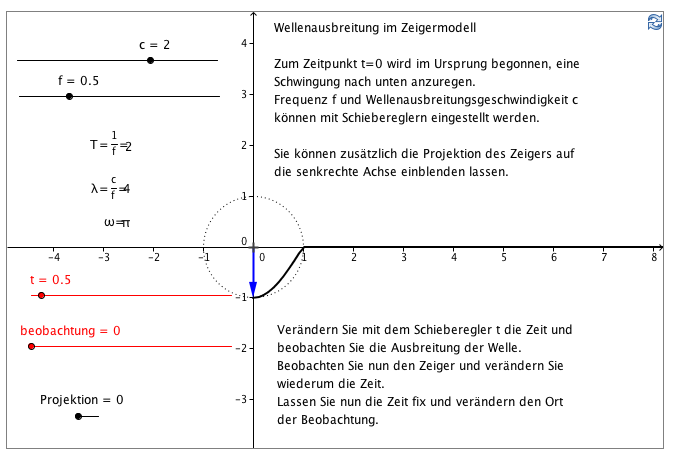 Wellenausbreitung im Zeigermodell
Zum Zeitpunkt t=0 wird im Ursprung begonnen, eine
Schwingung nach unten anzuregen.
Frequenz f und Wellenausbreitungsgeschwindigkeit c
können mit Schiebereglern eingestellt werden.
Sie können zusätzlich die Projektion des Zeigers auf
die senkrechte Achse einblenden lassen.
c = 2
f = 0.5
T = 1/f = 2
λ = c/f = 4
ω = π
t = 0.5
beobachtung = 0
Projektion = 0
4
3
2
1
0
-1
-2
-3
-4 -3 -2 -1 0 1 2 3 4 5 6 7 8
Verändern Sie mit dem Schieberegler t die Zeit und
beobachten Sie die Ausbreitung der Welle.
Beobachten Sie nun den Zeiger und verändern Sie
wiederum die Zeit.
Lassen Sie nun die Zeit fix und verändern den Ort
der Beobachtung.